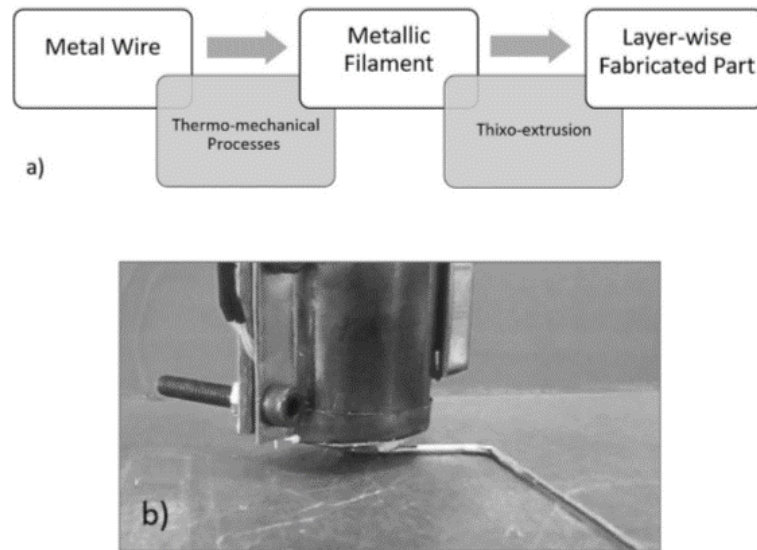 Metal Wire
Metallic
Filament
Layer-wise
Fabricated Part
Thermo-mechanical
Processes
Thixo-extrusion
a)
b)